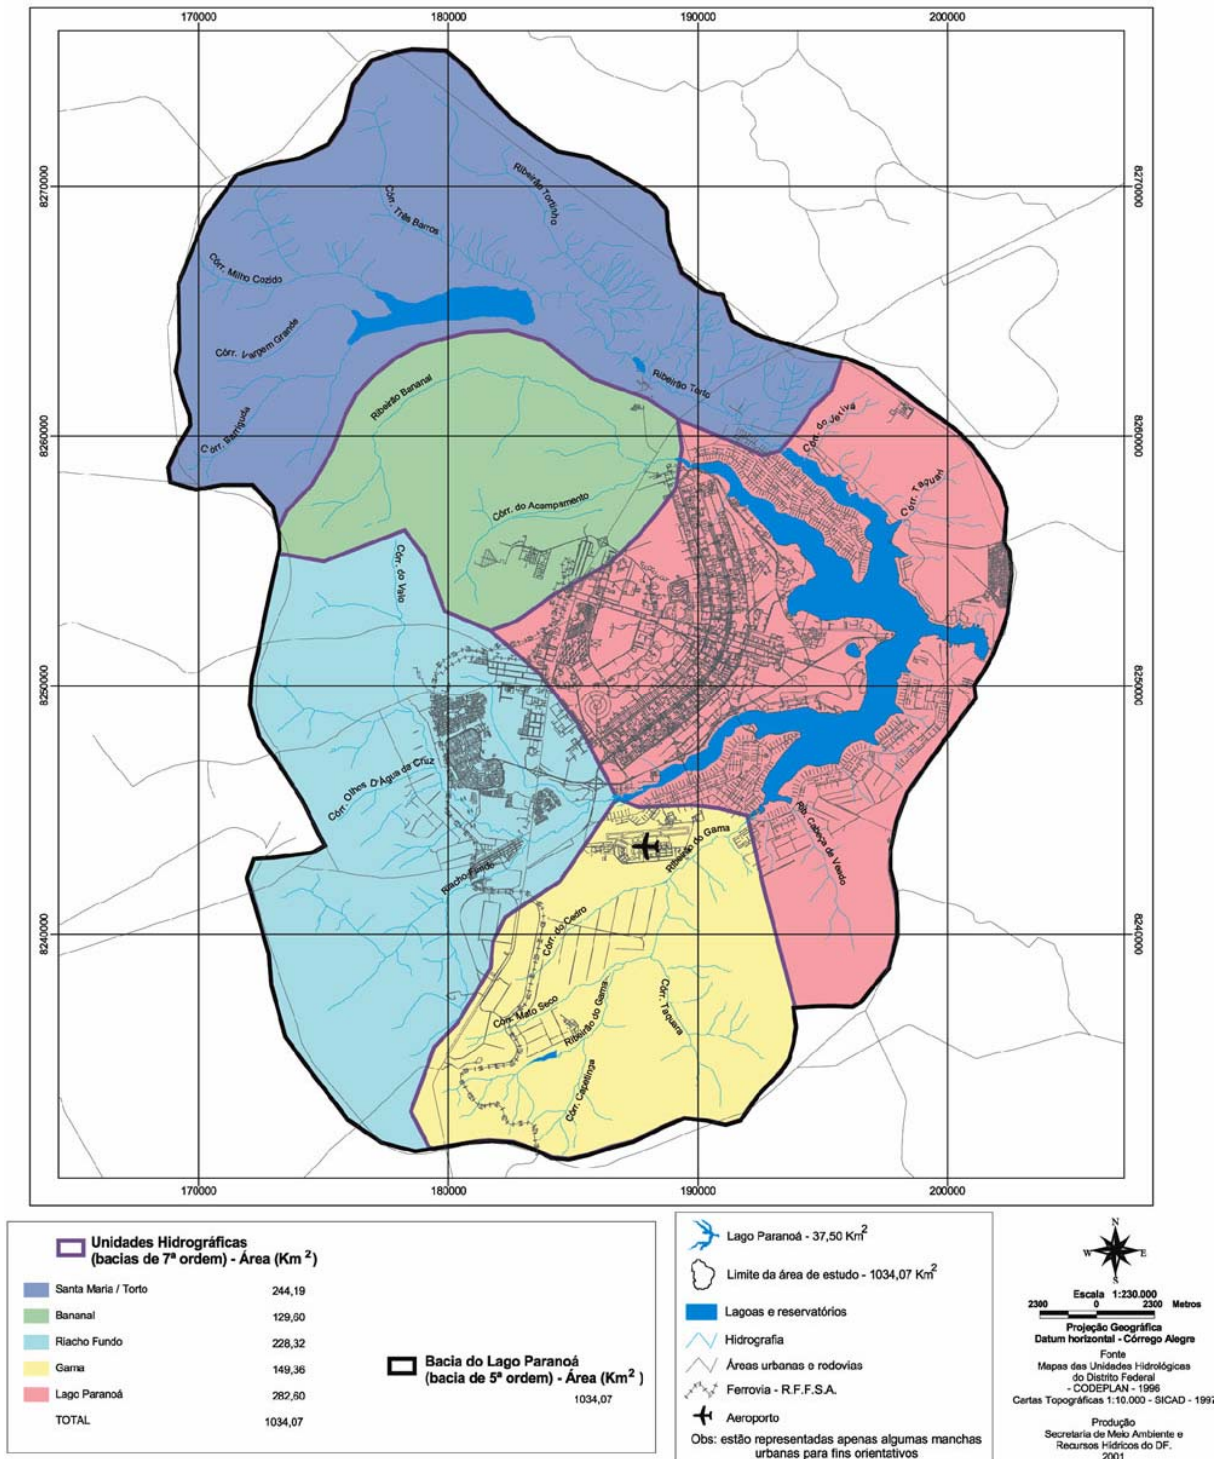 170000 180000 190000 200000
8270000 8270000
Ribeirão Tortinho
Córr. Três Barros
Córr. Milho Cozido
Córr. Vargem Grande
Ribeirão Torto
Ribeirão Bananal
Córr. do Jerivá
8260000 8260000
Córr. Barriguda
Córr. Taquari
Córr. do Acampamento
Córr. do Valo
8250000 8250000
Córr. Olhos D'Água da Cruz
Rib. Cabeça de Veado
Ribeirão do Gama
Riacho Fundo
Córr. do Cedro
8240000 8240000
Córr. Mato Seco
Ribeirão do Gama
Córr. Taquara
Córr. Capetinga
170000 180000 190000 200000
Unidades Hidrográficas
(bacias de 7ª ordem) - Área (Km ²)
Santa Maria / Torto 244,19
Bananal 129,60
Riacho Fundo 228,32
Gama 149,36
Lago Paranoá 282,60
TOTAL 1034,07
Bacia do Lago Paranoá
(bacia de 5ª ordem) - Área (Km²)
1034,07
Lago Paranoá - 37,50 Km²
Limite da área de estudo - 1034,07 Km²
Lagoas e reservatórios
Hidrografia
Áreas urbanas e rodovias
Ferrovia - R.F.F.S.A.
Aeroporto
Obs: estão representadas apenas algumas manchas
urbanas para fins orientativos
N
W E
S
Escala 1:230.000
2300 0 2300 Metros
Projeção Geográfica
Datum horizontal - Córrego Alegre
Fonte
Mapas das Unidades Hidrológicas
do Distrito Federal
- CODEPLAN - 1996
Cartas Topográficas 1:10.000 - SICAD - 1997
Produção
Secretaria de Meio Ambiente e
Recursos Hídricos do DF.
2001